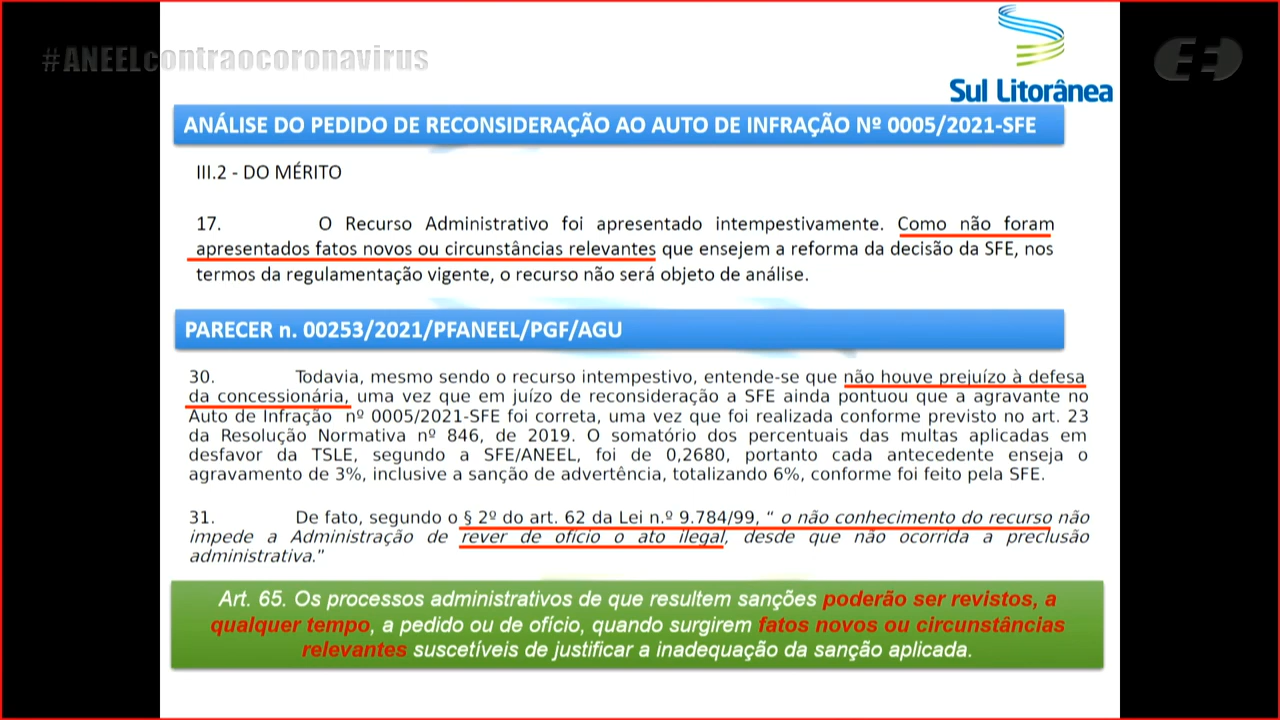 #ANEELcontraocoronavirus
Sul Litorânea
ANÁLISE DO PEDIDO DE RECONSIDERAÇÃO AO AUTO DE INFRAÇÃO Nº 0005/2021-SFE
III.2 - DO MÉRITO
17. O Recurso Administrativo foi apresentado intempestivamente. Como não foram
apresentados fatos novos ou circunstâncias relevantes que ensejem a reforma da decisão da SFE, nos
termos da regulamentação vigente, o recurso não será objeto de análise.
PARECER n. 00253/2021/PFANEEL/PGF/AGU
30. Todavia, mesmo sendo o recurso intempestivo, entende-se que não houve prejuízo à defesa
da concessionária, uma vez que em juízo de reconsideração a SFE ainda pontuou que a agravante no
Auto de Infração nº 0005/2021-SFE foi correta, uma vez que foi realizada conforme previsto no art. 23
da Resolução Normativa nº 846, de 2019. O somatório dos percentuais das multas aplicadas em
desfavor da TSLE, segundo a SFE/ANEEL, foi de 0,2680, portanto cada antecedente enseja o
agravamento de 3%, inclusive a sanção de advertência, totalizando 6%, conforme foi feito pela SFE.
31. De fato, segundo o § 2º do art. 62 da Lei n.º 9.784/99, " o não conhecimento do recurso não
impede a Administração de rever de ofício o ato ilegal, desde que não ocorrida a preclusão
administrativa."
Art. 65. Os processos administrativos de que resultem sanções poderão ser revistos, a
qualquer tempo, a pedido ou de ofício, quando surgirem fatos novos ou circunstâncias
relevantes suscetíveis de justificar a inadequação da sanção aplicada.